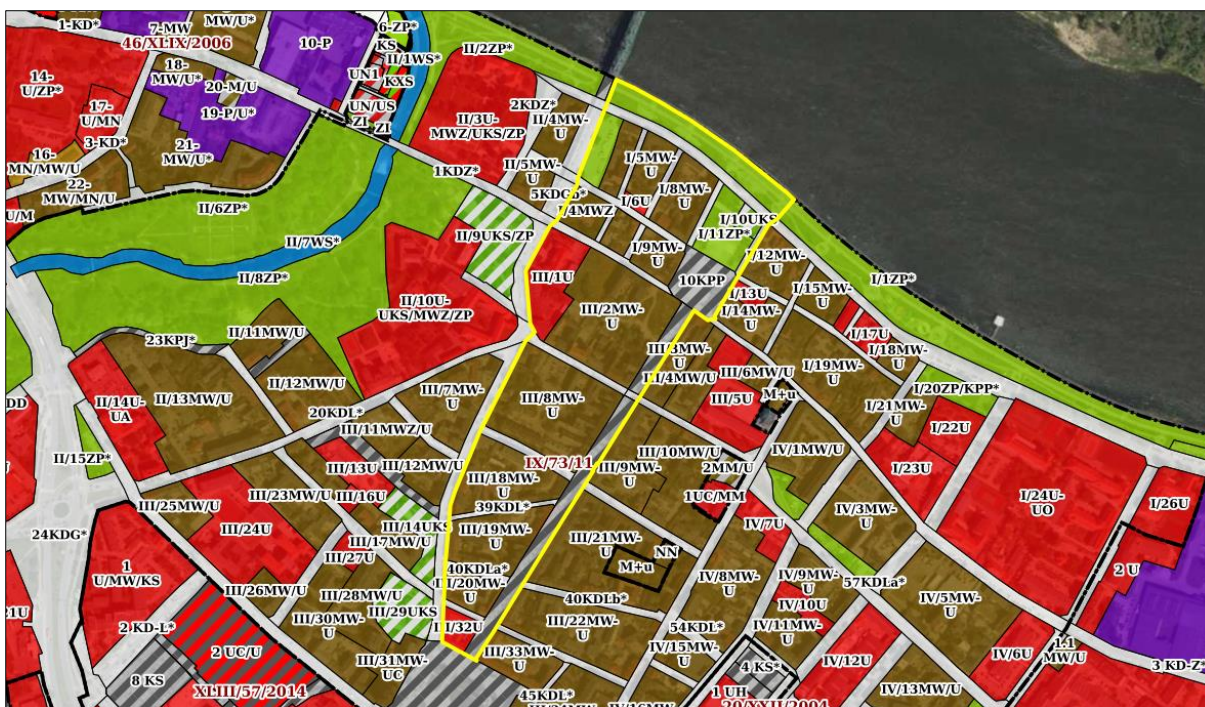 1-KD*
7-MW
MW/U*
6-ZP*
46/XLIX/2006
10-P
KS
II/1WS*
II/2ZP*
14-
U/ZP*
18-
MW/U*
20-M/U
UN1
KXS
17-
U/MN
19-P/U*
UN/US
ZI
ZI
2KDZ*
II/4MW-
U
II/3U-
MWZ/UKS/ZP
3-KD*
16-
MN/MW/U
21-
MW/U*
22-
MW/MN/U
1KDZ*
II/5MW-
U
I/5MW-
U
I/8MW-
U
5KDGp*
I/6U
I/4MWZ
U/M
II/6ZP*
II/7WS*
II/8ZP*
II/9UKS/ZP
I/10UKS
I/11ZP*
I/9MW-
U
I/12MW-
U
I/1ZP*
III/1U
10KPP
I/15MW-
U
I/13U
I/14MW-
U
II/10U-
UKS/MWZ/ZP
III/2MW-
U
I/17U
I/18MW-
U
II/11MW/U
23KPJ*
III/3MW-
U
III/4MW/U
III/6MW/U
I/19MW-
U
II/12MW/U
I/20ZP/KPP*
DD
II/14U-
UA
II/13MW/U
III/7MW-
U
III/8MW-
U
III/5U
M+u
I/21MW-
U
I/22U
20KDL*
III/11MWZ/U
III/10MW/U
IV/1MW/U
II/15ZP*
III/13U
III/12MW/U
IX/73/11
III/9MW-
U
2MM/U
I/23U
III/23MW/U
III/16U
III/18MW-
U
1UC/MM
I/24U-
UO
I/26U
III/25MW/U
III/24U
III/14UKS
39KDL*
IV/7U
IV/3MW-
U
24KDG*
III/17MW/U
III/19MW-
U
III/21MW-
U
NN
III/27U
M+u
1
U/MW/KS
40KDLa*
III/20MW-
U
IV/8MW-
U
IV/9MW-
U
57KDLa*
2 U
III/26MW/U
III/28MW/U
III/29UKS
40KDLb*
IV/10U
IV/5MW-
U
21U
III/30MW-
U
III/32U
III/22MW-
U
IV/11MW-
U
2 KD-L*
54KDL*
III/33MW-
U
IV/15MW-
U
IV/6U
11
MW/U
2 UC/U
III/31MW-
UC
4 KS*
IV/12U
3 KD-Z*
8 KS
XLIII/57/2014
45KDL*
1 UH
IV/13MW/U
20/XXII/2004